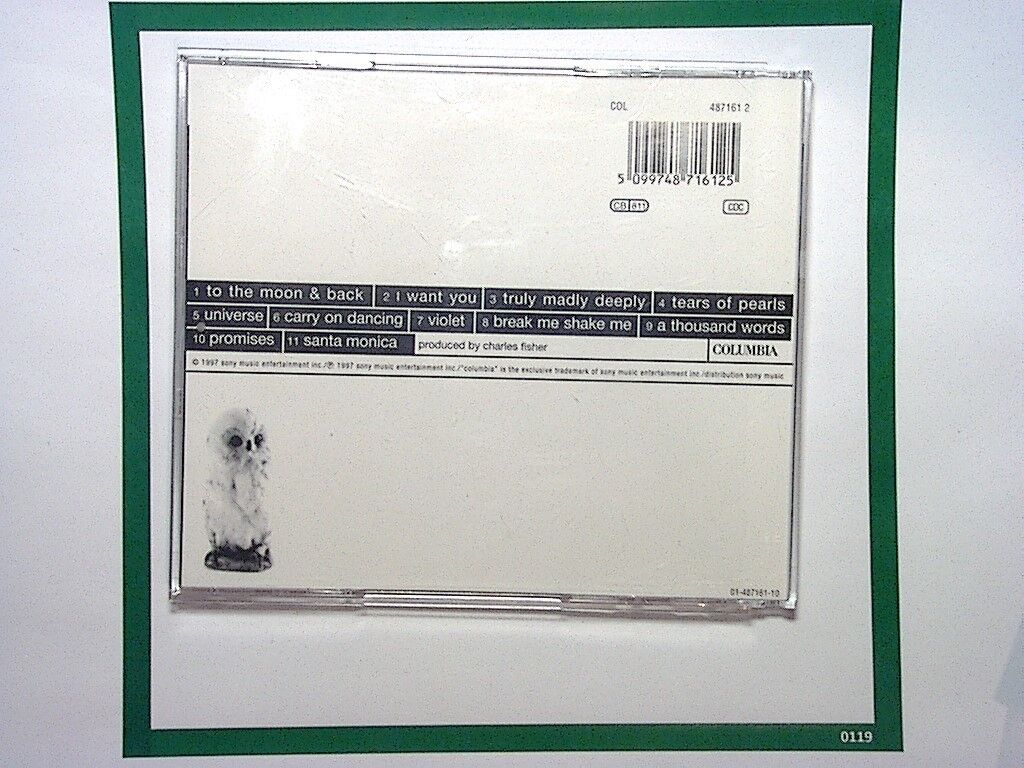 COL 487161 2
5 099748 716125
CB 811 CDC
1 to the moon & back 2 I want you 3 truly madly deeply 4 tears of pearls
5 universe 6 carry on dancing 7 violet 8 break me shake me 9 a thousand words
10 promises 11 santa monica produced by charles fisher COLUMBIA
© 1997 sony music entertainment inc./℗ 1997 sony music entertainment inc./"columbia" is the exclusive trademark of sony music entertainment inc./distribution sony music
01-487161-10
0119